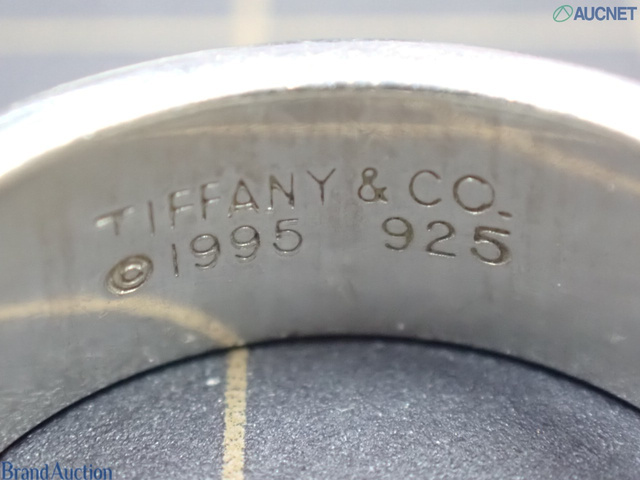 AUCNET
TIFFANY & CO.
©1995 925
BrandAuction